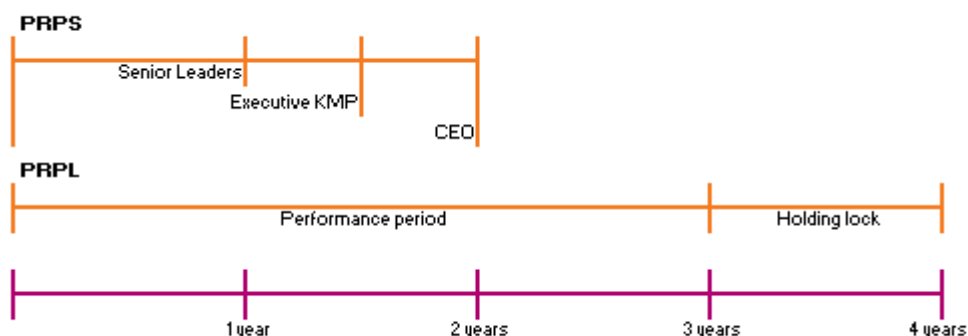 PRPS
Senior Leaders
Executive KMP
CEO
PRPL
Performance period
Holding lock
1 year
2 years
3 years
4 years